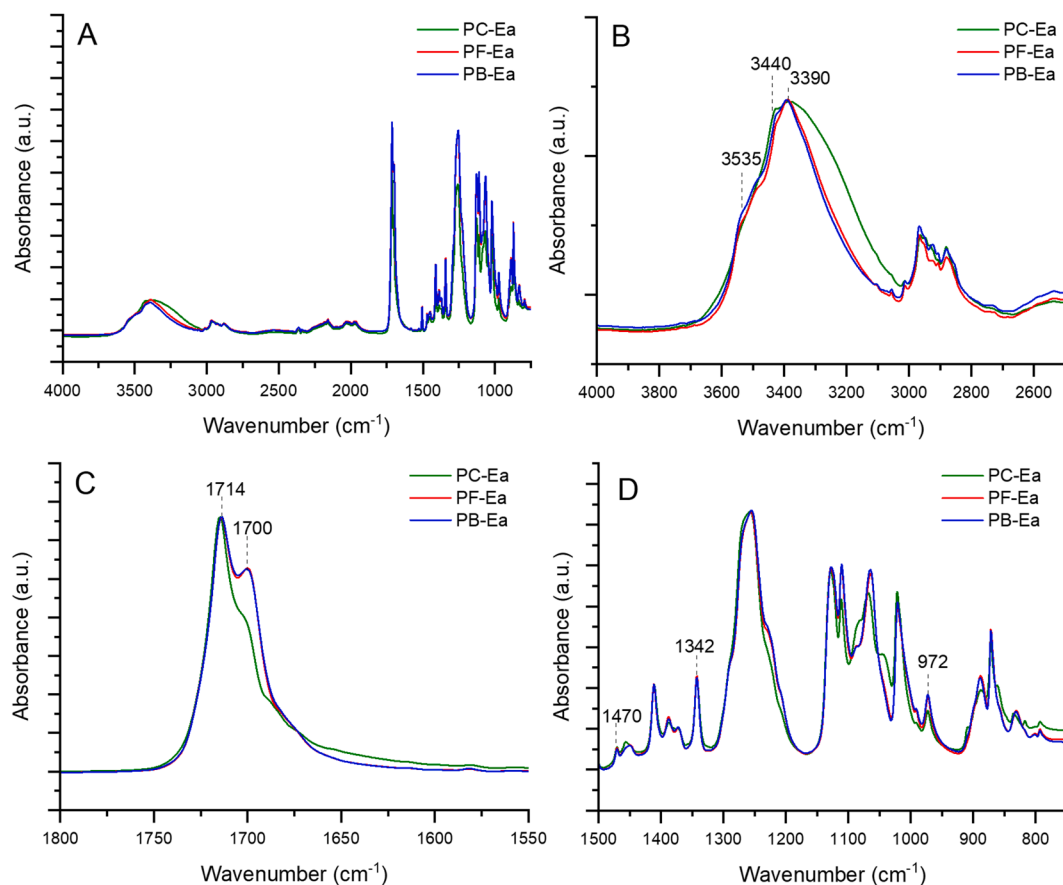 A
PC-Ea
PF-Ea
PB-Ea
Absorbance (a.u.)
4000 3500 3000 2500 2000 1500 1000
Wavenumber (cm⁻¹)
B
PC-Ea
PF-Ea
PB-Ea
3440 3390
3535
Absorbance (a.u.)
4000 3800 3600 3400 3200 3000 2800 2600
Wavenumber (cm⁻¹)
C
PC-Ea
PF-Ea
PB-Ea
1714
1700
Absorbance (a.u.)
1800 1750 1700 1650 1600 1550
Wavenumber (cm⁻¹)
D
PC-Ea
PF-Ea
PB-Ea
1342
972
1470
Absorbance (a.u.)
1500 1400 1300 1200 1100 1000 900 800
Wavenumber (cm⁻¹)